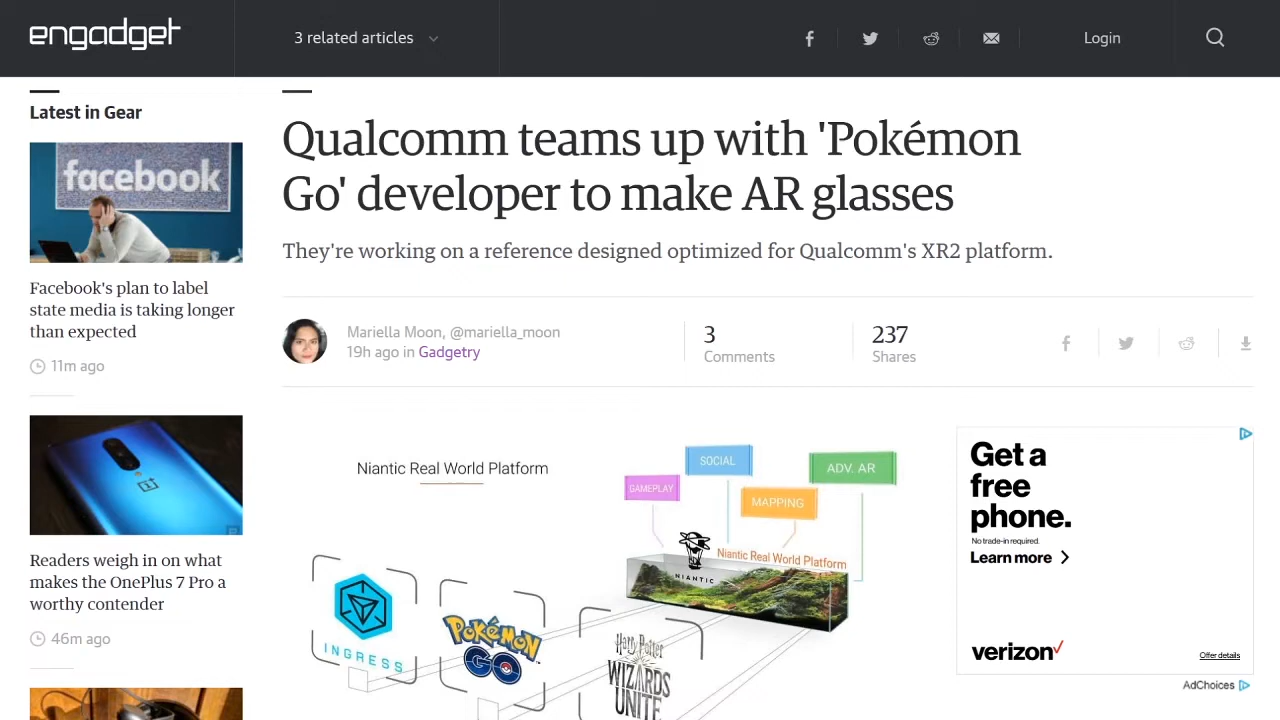 engadget
3 related articles
Login
Latest in Gear
facebook
Facebook's plan to label
state media is taking longer
than expected
11m ago
Readers weigh in on what
makes the OnePlus 7 Pro a
worthy contender
46m ago
Qualcomm teams up with 'Pokémon
Go' developer to make AR glasses
They're working on a reference designed optimized for Qualcomm's XR2 platform.
Mariella Moon, @mariella_moon
19h ago in Gadgetry
3
Comments
237
Shares
Niantic Real World Platform
GAMEPLAY
SOCIAL
MAPPING
ADV. AR
Niantic Real World Platform
NIANTIC
INGRESS
POKÉMON
GO
Harry Potter
WIZARDS
UNITE
Get a
free
phone.
No trade-in required.
Learn more
verizon
Offer details
AdChoices